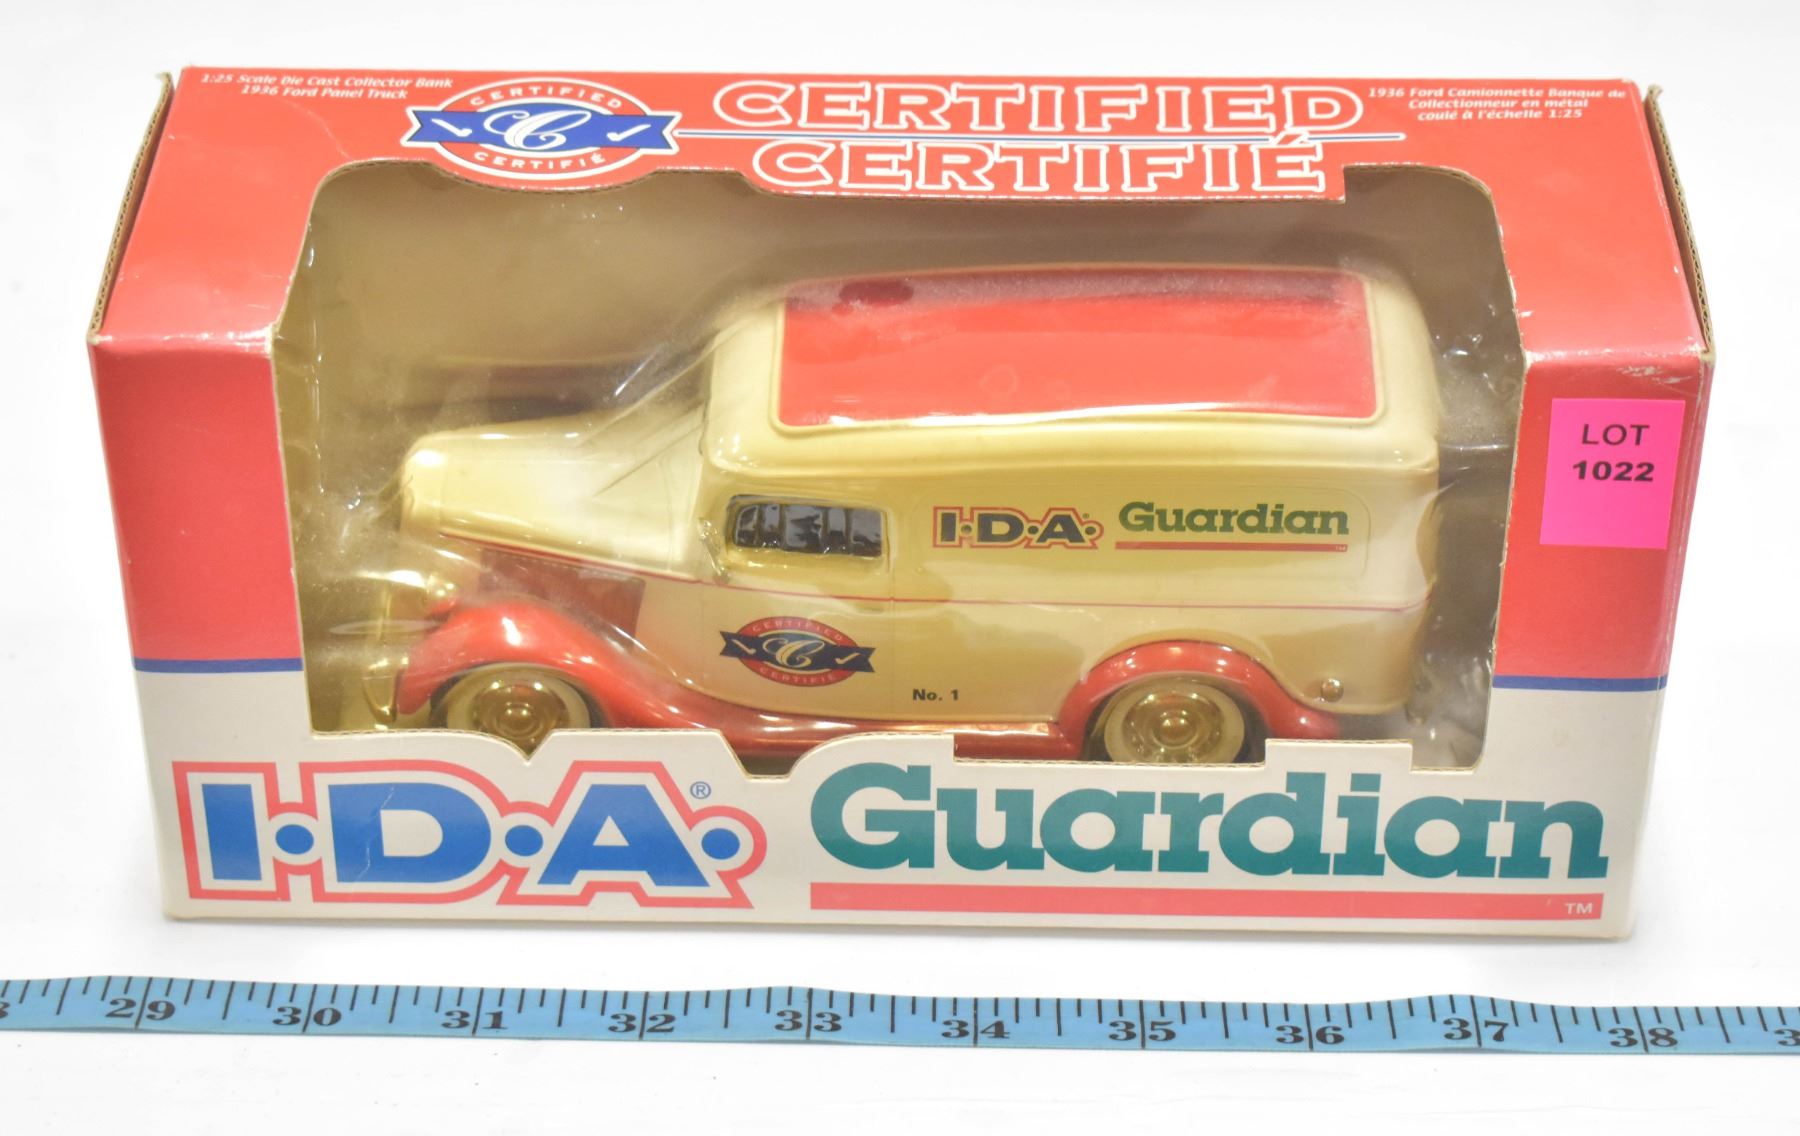 1:25 Scale Die Cast Collector Bank
1936 Ford Panel Truck
CERTIFIED
C
CERTIFIÉ
CERTIFIED
CERTIFIÉ
1936 Ford Camionnette Banque de
Collectionneur en métal
coulé à l'échelle 1:25
LOT
1022
I·D·A·® Guardian
TM
CERTIFIED
C
CERTIFIÉ
No. 1
I·D·A·® Guardian
TM
29 30 31 32 33 34 35 36 37 38